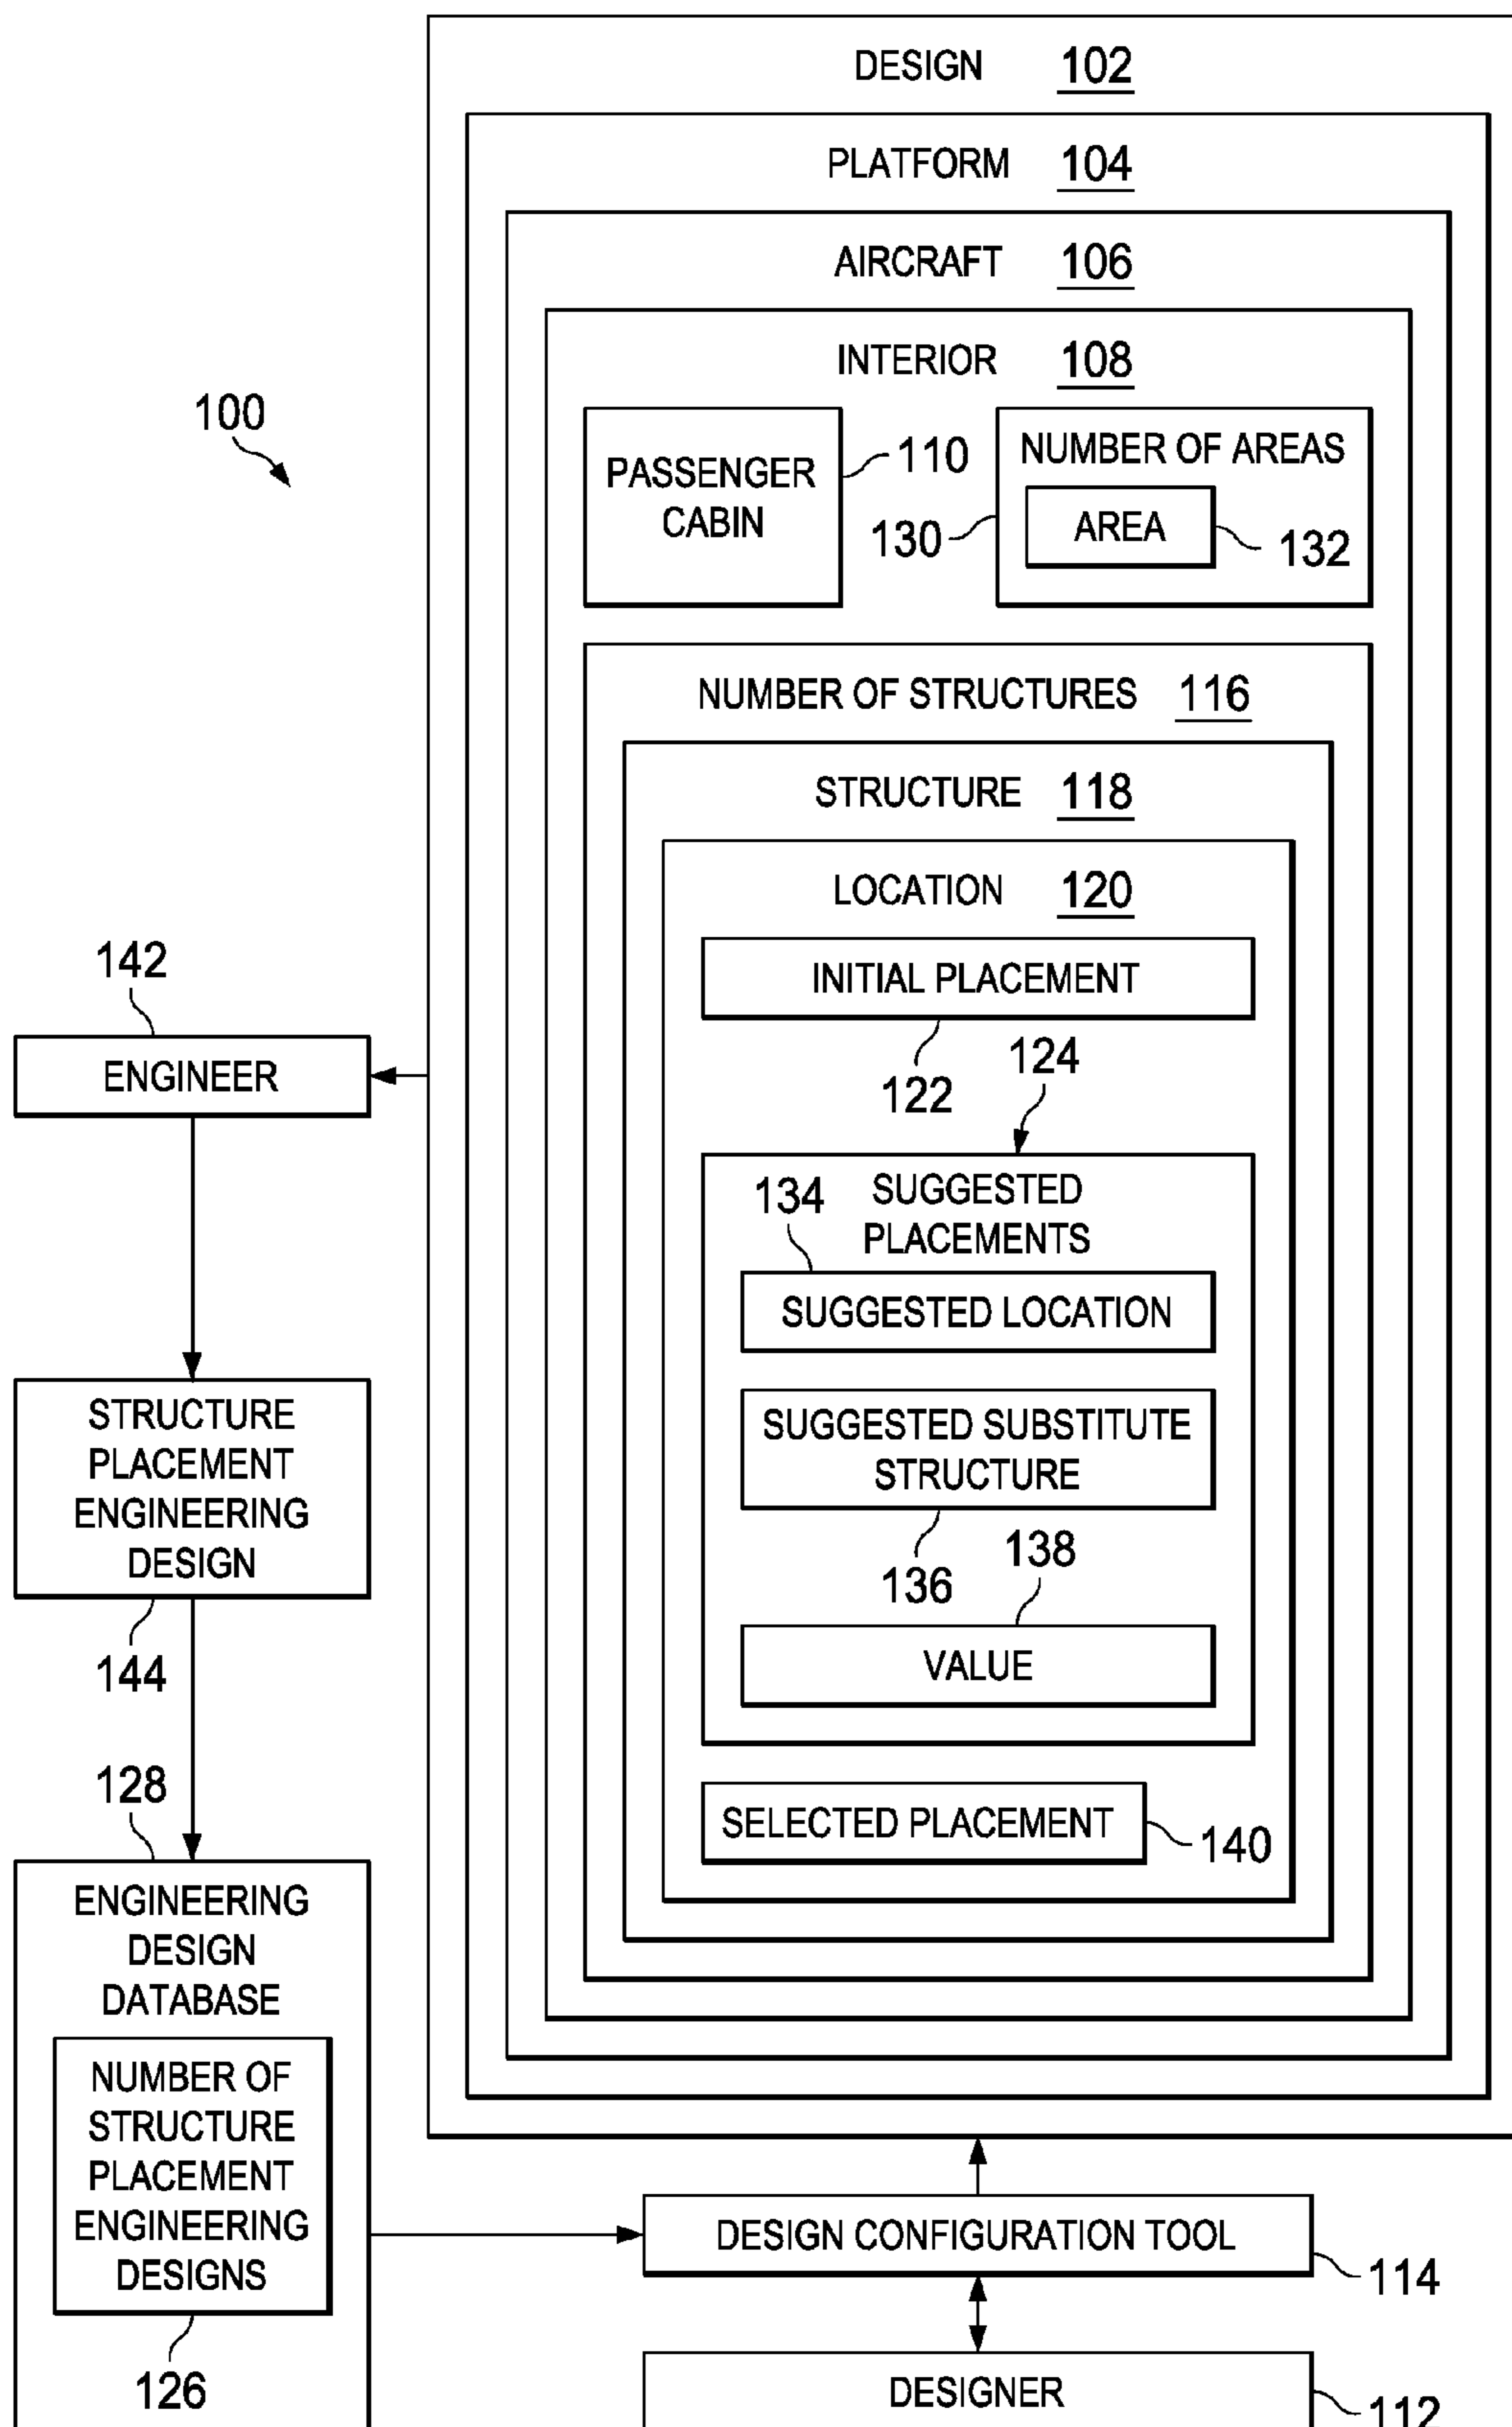 DESIGN 102
PLATFORM 104
AIRCRAFT 106
INTERIOR 108
100
PASSENGER
CABIN
110
NUMBER OF AREAS
130
AREA
132
NUMBER OF STRUCTURES 116
STRUCTURE 118
LOCATION 120
INITIAL PLACEMENT
122
124
SUGGESTED
PLACEMENTS
134
SUGGESTED LOCATION
SUGGESTED SUBSTITUTE
STRUCTURE
136
138
VALUE
SELECTED PLACEMENT
140
142
ENGINEER
STRUCTURE
PLACEMENT
ENGINEERING
DESIGN
144
128
ENGINEERING
DESIGN
DATABASE
NUMBER OF
STRUCTURE
PLACEMENT
ENGINEERING
DESIGNS
126
DESIGN CONFIGURATION TOOL
114
DESIGNER
112